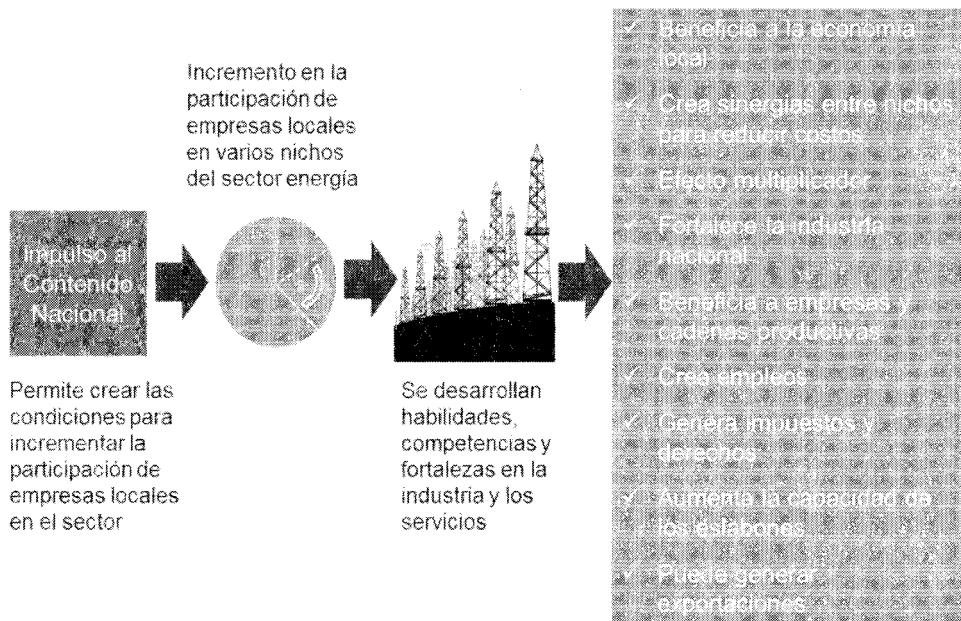 Incremento en la
participación de
empresas locales
en varios nichos
del sector energía
Impulso al
Contenido
Nacional
Permite crear las
condiciones para
incrementar la
participación de
empresas locales
en el sector
Se desarrollan
habilidades,
competencias y
fortalezas en la
industria y los
servicios
✓ Beneficia a la economía
local
✓ Crea sinergias entre nichos
para reducir costos
✓ Efecto multiplicador
✓ Fortalece la industria
nacional
✓ Beneficia a empresas y
cadenas productivas
✓ Crea empleos
✓ Genera impuestos y
derechos
✓ Aumenta la capacidad de
los eslabones
✓ Puede generar
exportaciones